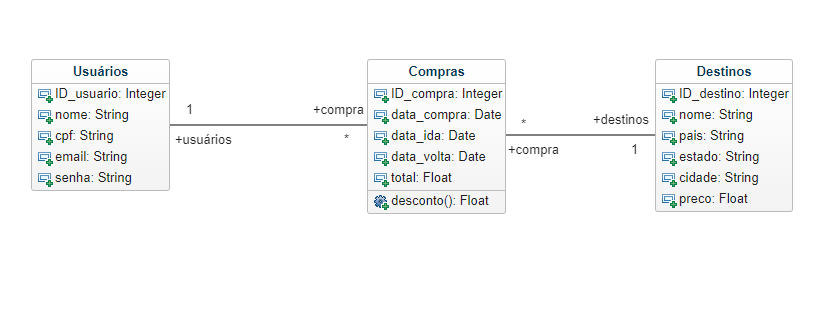 Usuários
ID_usuario: Integer
nome: String
cpf: String
email: String
senha: String
1
+usuários
+compra
*
Compras
ID_compra: Integer
data_compra: Date
data_ida: Date
data_volta: Date
total: Float
desconto(): Float
*
+compra
+destinos
1
Destinos
ID_destino: Integer
nome: String
pais: String
estado: String
cidade: String
preco: Float